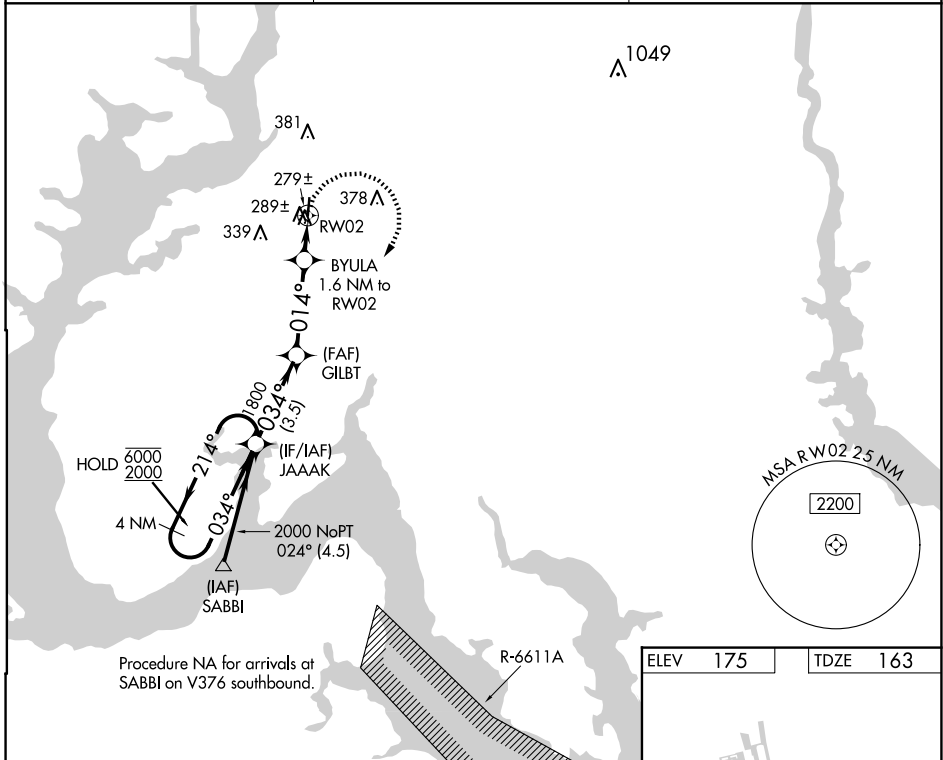 1049
381
279±
378
289±
RW02
339
BYULA
1.6 NM to
RW02
014°
(FAF)
GILBT
1800
034°
(3.5)
214°
(IF/IAF)
JAAAK
HOLD 6000
2000
034°
4 NM
2000 NoPT
024° (4.5)
(IAF)
SABBI
MSA RW02 25 NM
2200
Procedure NA for arrivals at
SABBI on V376 southbound.
R-6611A
ELEV 175 TDZE 163